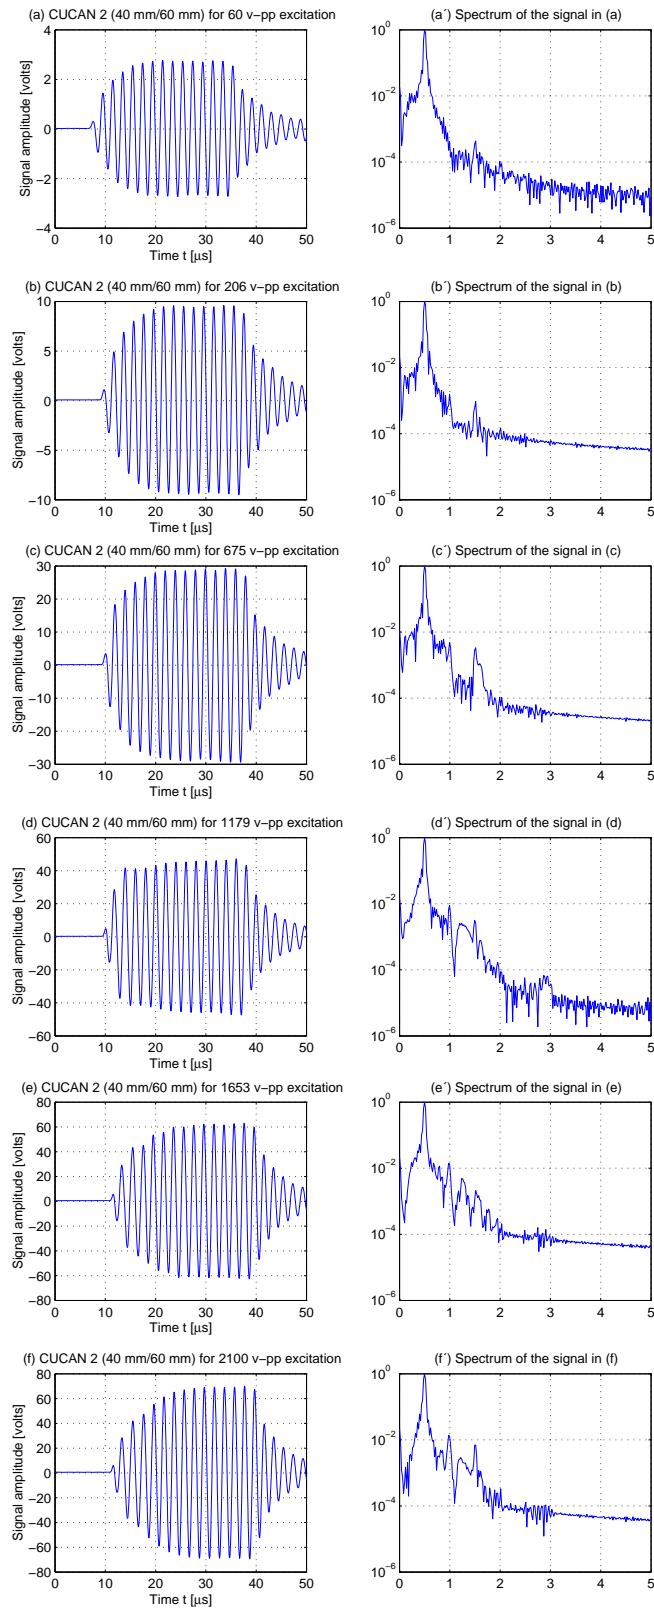 (a) CUCAN 2 (40 mm/60 mm) for 60 v−pp excitation
4
2
0
−2
−4
Signal amplitude [volts]
0 10 20 30 40 50
Time t [μs]
(a´) Spectrum of the signal in (a)
10^0
10^−2
10^−4
10^−6
0 1 2 3 4 5
(b) CUCAN 2 (40 mm/60 mm) for 206 v−pp excitation
10
5
0
−5
−10
Signal amplitude [volts]
0 10 20 30 40 50
Time t [μs]
(b´) Spectrum of the signal in (b)
10^0
10^−2
10^−4
10^−6
0 1 2 3 4 5
(c) CUCAN 2 (40 mm/60 mm) for 675 v−pp excitation
30
20
10
0
−10
−20
−30
Signal amplitude [volts]
0 10 20 30 40 50
Time t [μs]
(c´) Spectrum of the signal in (c)
10^0
10^−2
10^−4
10^−6
0 1 2 3 4 5
(d) CUCAN 2 (40 mm/60 mm) for 1179 v−pp excitation
60
40
20
0
−20
−40
−60
Signal amplitude [volts]
0 10 20 30 40 50
Time t [μs]
(d´) Spectrum of the signal in (d)
10^0
10^−2
10^−4
10^−6
0 1 2 3 4 5
(e) CUCAN 2 (40 mm/60 mm) for 1653 v−pp excitation
80
60
40
20
0
−20
−40
−60
−80
Signal amplitude [volts]
0 10 20 30 40 50
Time t [μs]
(e´) Spectrum of the signal in (e)
10^0
10^−2
10^−4
10^−6
0 1 2 3 4 5
(f) CUCAN 2 (40 mm/60 mm) for 2100 v−pp excitation
80
60
40
20
0
−20
−40
−60
−80
Signal amplitude [volts]
0 10 20 30 40 50
Time t [μs]
(f´) Spectrum of the signal in (f)
10^0
10^−2
10^−4
10^−6
0 1 2 3 4 5